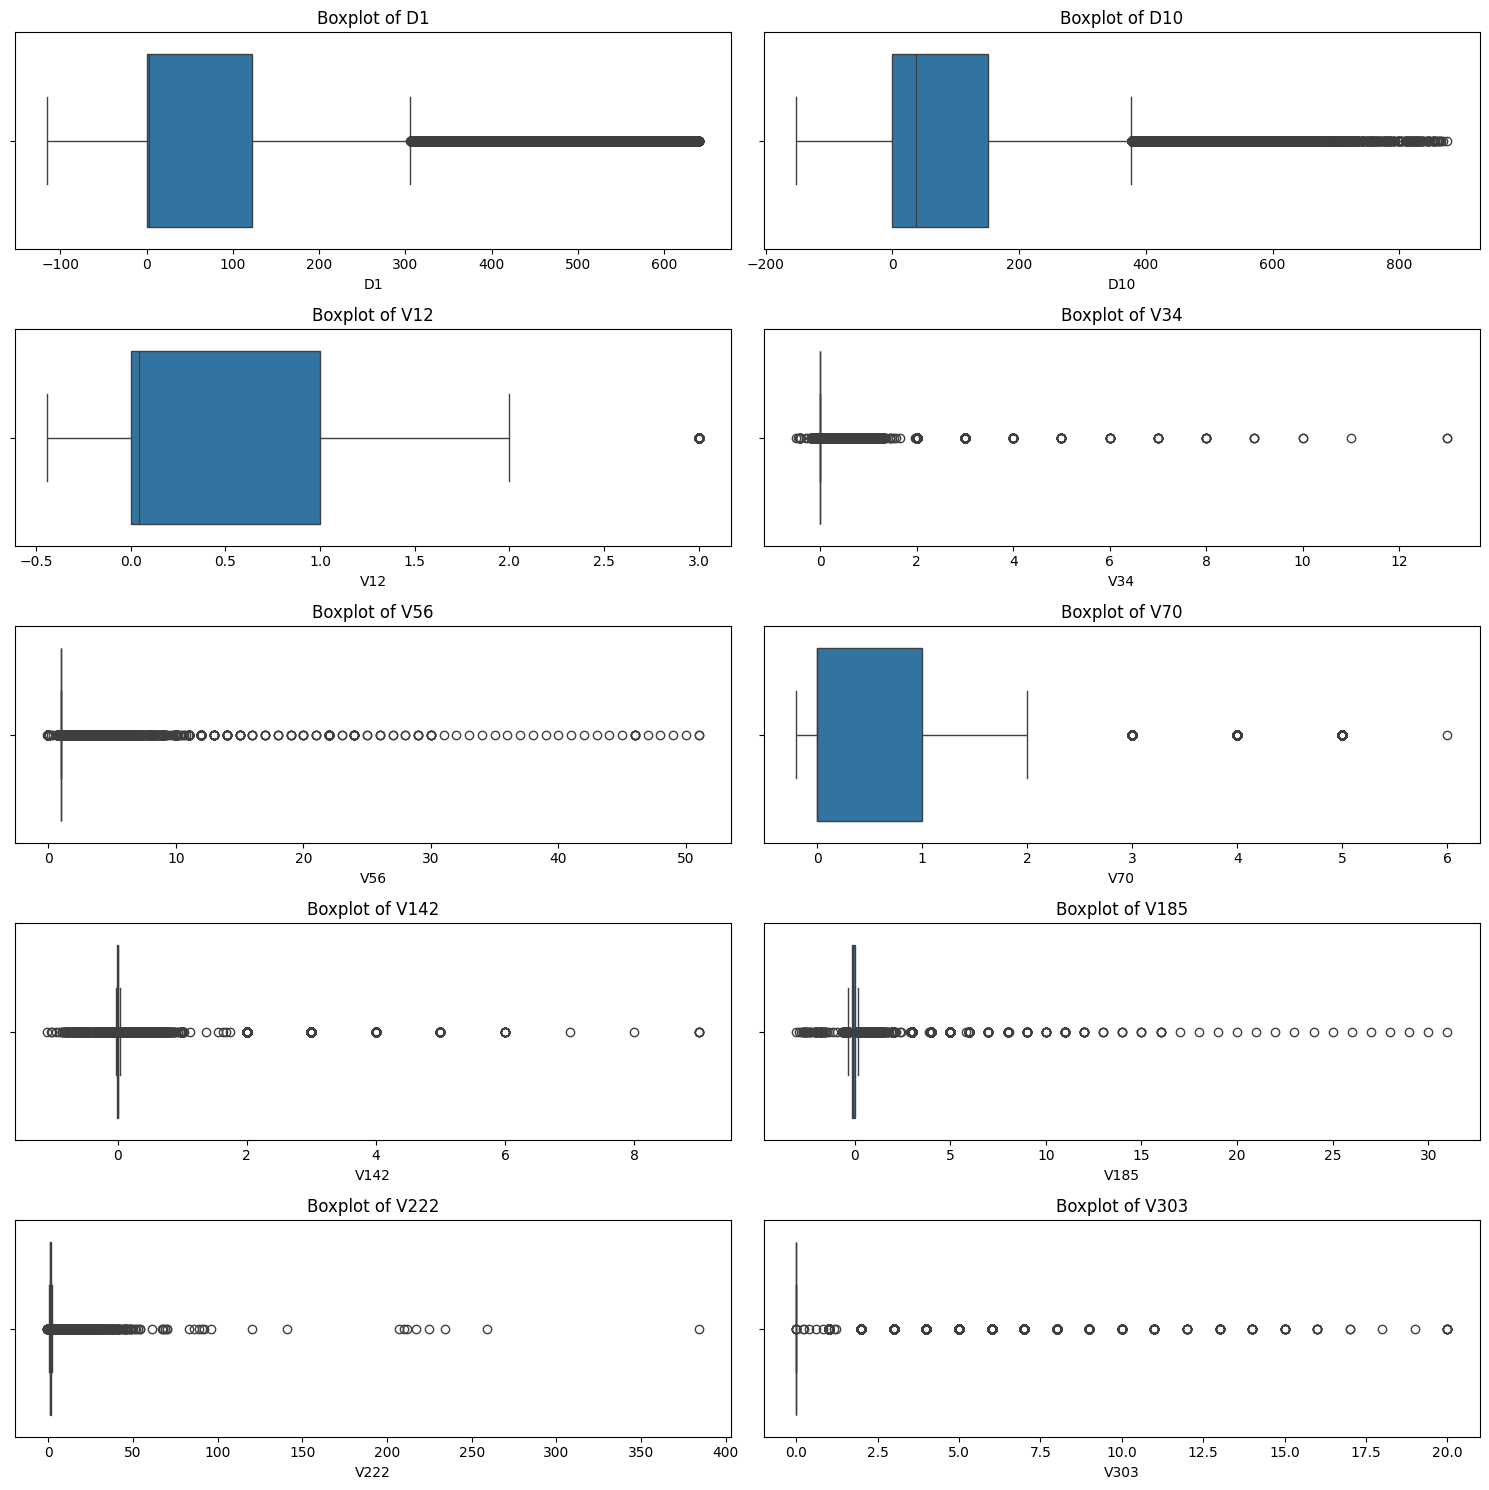 Boxplot of D1
−100 0 100 200 300 400 500 600
D1
Boxplot of D10
−200 0 200 400 600 800
D10
Boxplot of V12
−0.5 0.0 0.5 1.0 1.5 2.0 2.5 3.0
V12
Boxplot of V34
0 2 4 6 8 10 12
V34
Boxplot of V56
0 10 20 30 40 50
V56
Boxplot of V70
0 1 2 3 4 5 6
V70
Boxplot of V142
0 2 4 6 8
V142
Boxplot of V185
0 5 10 15 20 25 30
V185
Boxplot of V222
0 50 100 150 200 250 300 350 400
V222
Boxplot of V303
0.0 2.5 5.0 7.5 10.0 12.5 15.0 17.5 20.0
V303